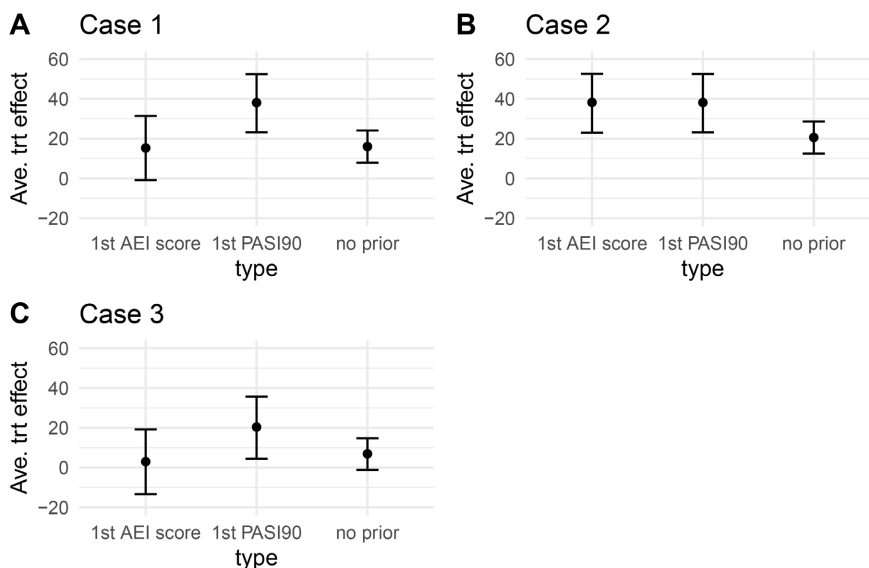 A Case 1
60
40
20
0
−20
Ave. trt effect
1st AEI score 1st PASI90 no prior
type
B Case 2
60
40
20
0
−20
Ave. trt effect
1st AEI score 1st PASI90 no prior
type
C Case 3
60
40
20
0
−20
Ave. trt effect
1st AEI score 1st PASI90 no prior
type